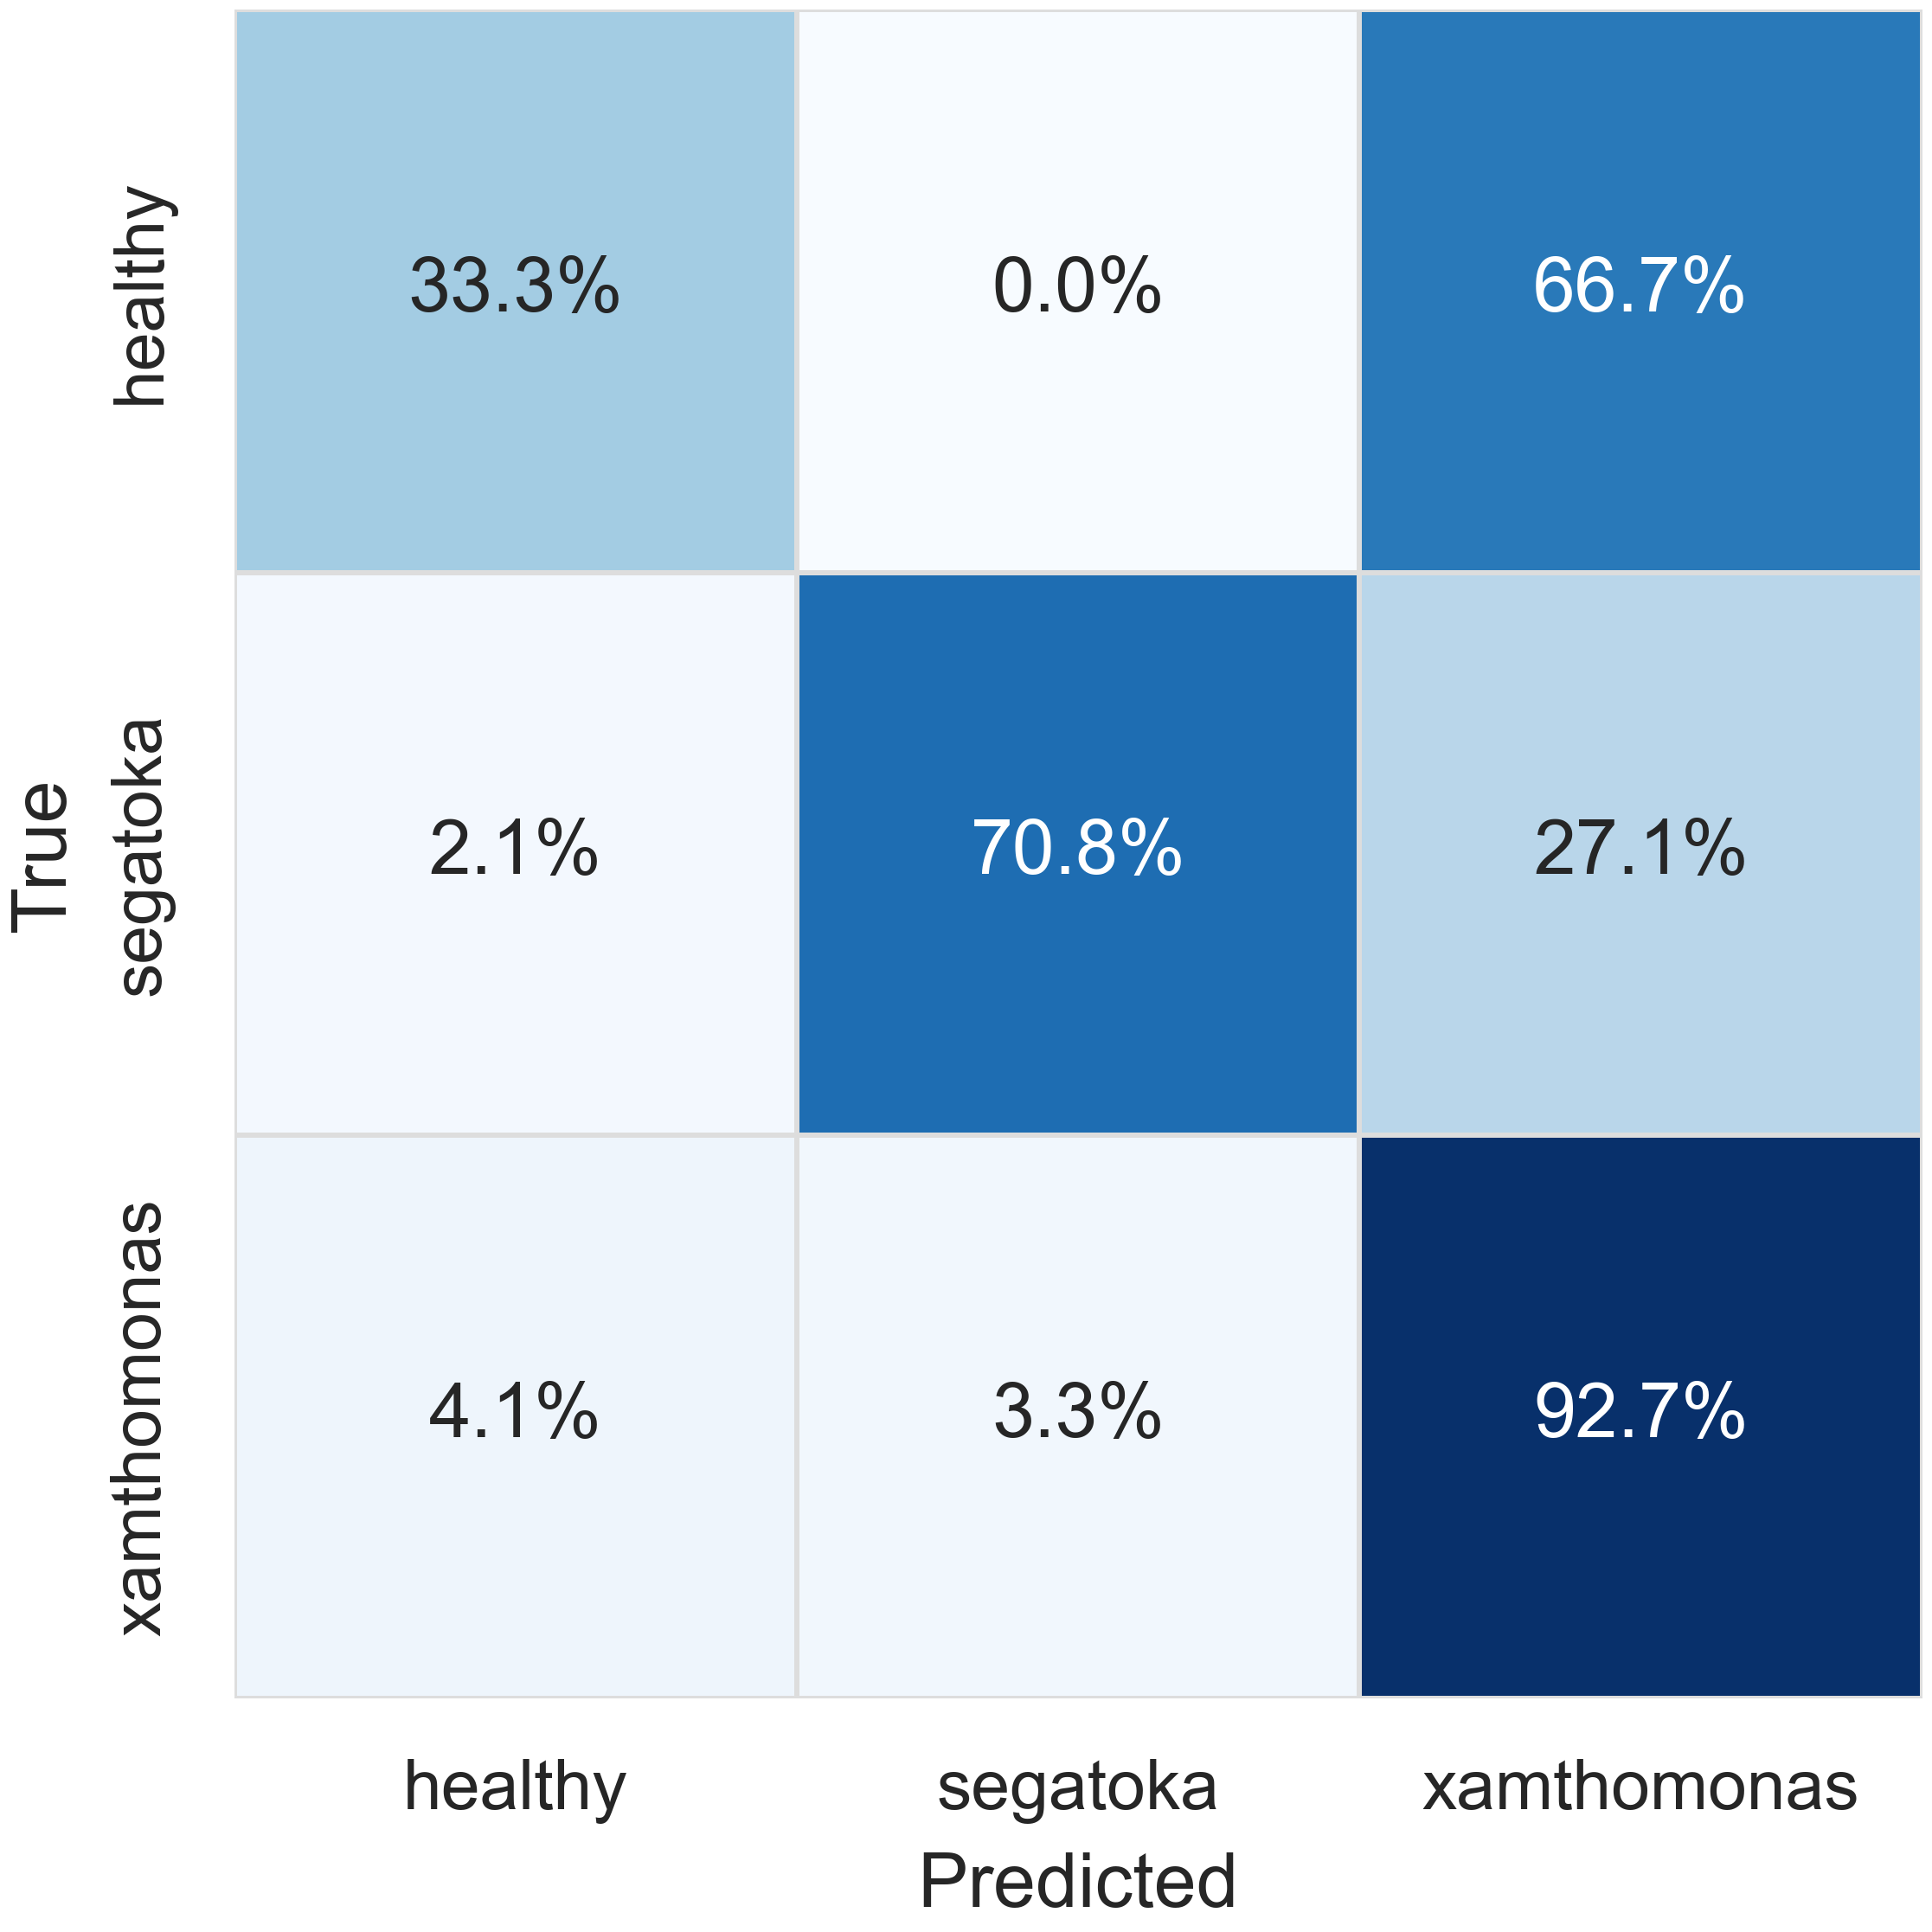 True
healthy
33.3% 0.0% 66.7%
segatoka
2.1% 70.8% 27.1%
xamthomonas
4.1% 3.3% 92.7%
healthy segatoka xamthomonas
Predicted